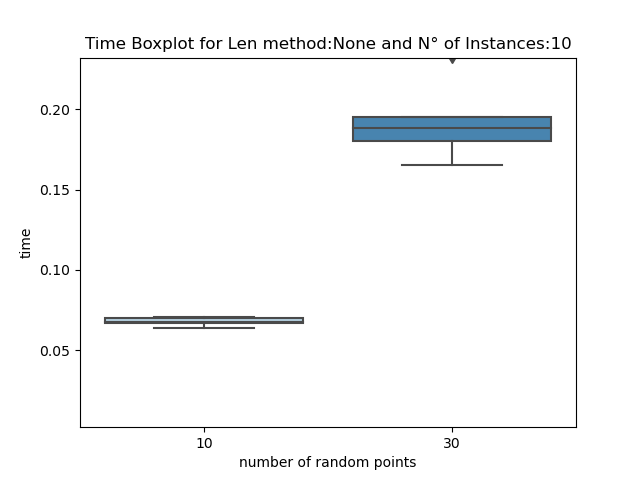 Time Boxplot for Len method:None and N° of Instances:10
0.20
0.15
0.10
0.05
time
10 30
number of random points